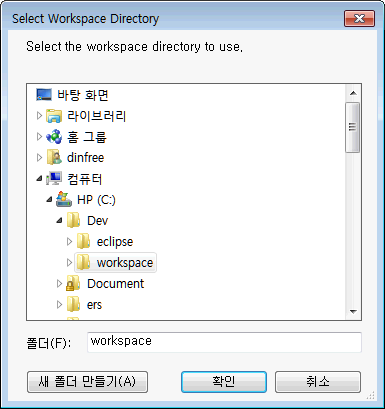 Select Workspace Directory
Select the workspace directory to use.
바탕 화면
라이브러리
홈 그룹
dinfree
컴퓨터
HP (C:)
Dev
eclipse
workspace
Document
ers
폴더(F):
workspace
새 폴더 만들기(A)
확인
취소